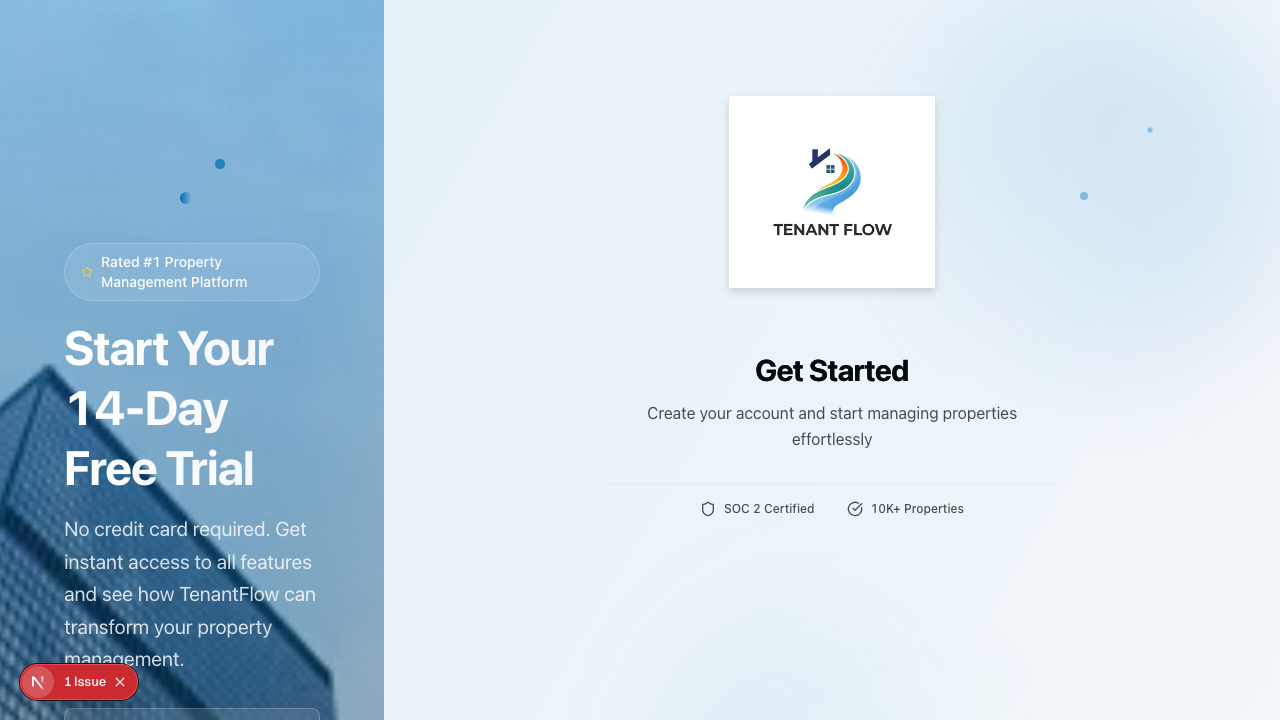 Rated #1 Property
Management Platform
Start Your
14-Day
Free Trial
No credit card required. Get
instant access to all features
and see how TenantFlow can
transform your property
management.
1 Issue
TENANT FLOW
Get Started
Create your account and start managing properties
effortlessly
SOC 2 Certified
10K+ Properties